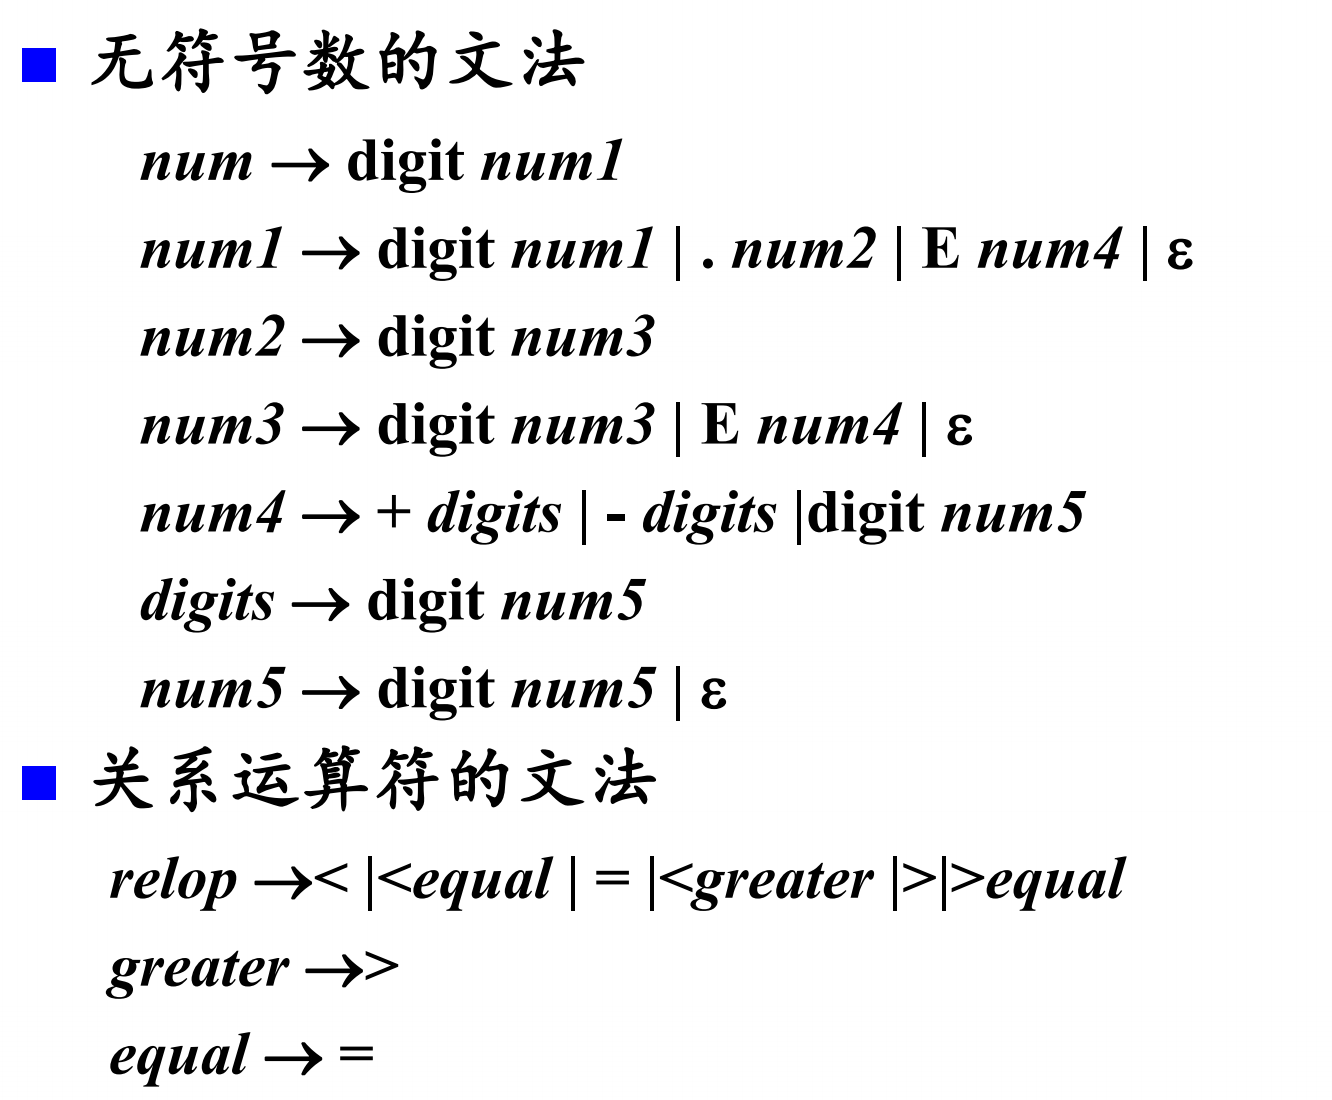 无符号数的文法
num → digit num1
num1 → digit num1 | . num2 | E num4 | ε
num2 → digit num3
num3 → digit num3 | E num4 | ε
num4 → + digits | - digits |digit num5
digits → digit num5
num5 → digit num5 | ε
关系运算符的文法
relop →< |<equal | = |<greater |>|>equal
greater →>
equal → =